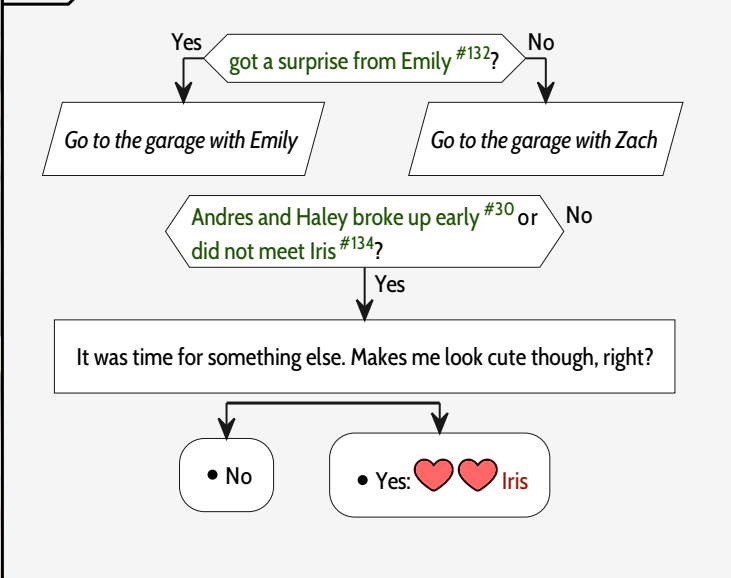 Yes
got a surprise from Emily #132?
No
Go to the garage with Emily
Go to the garage with Zach
Andres and Haley broke up early #30 or
did not meet Iris #134?
No
Yes
It was time for something else. Makes me look cute though, right?
• No
• Yes: Iris